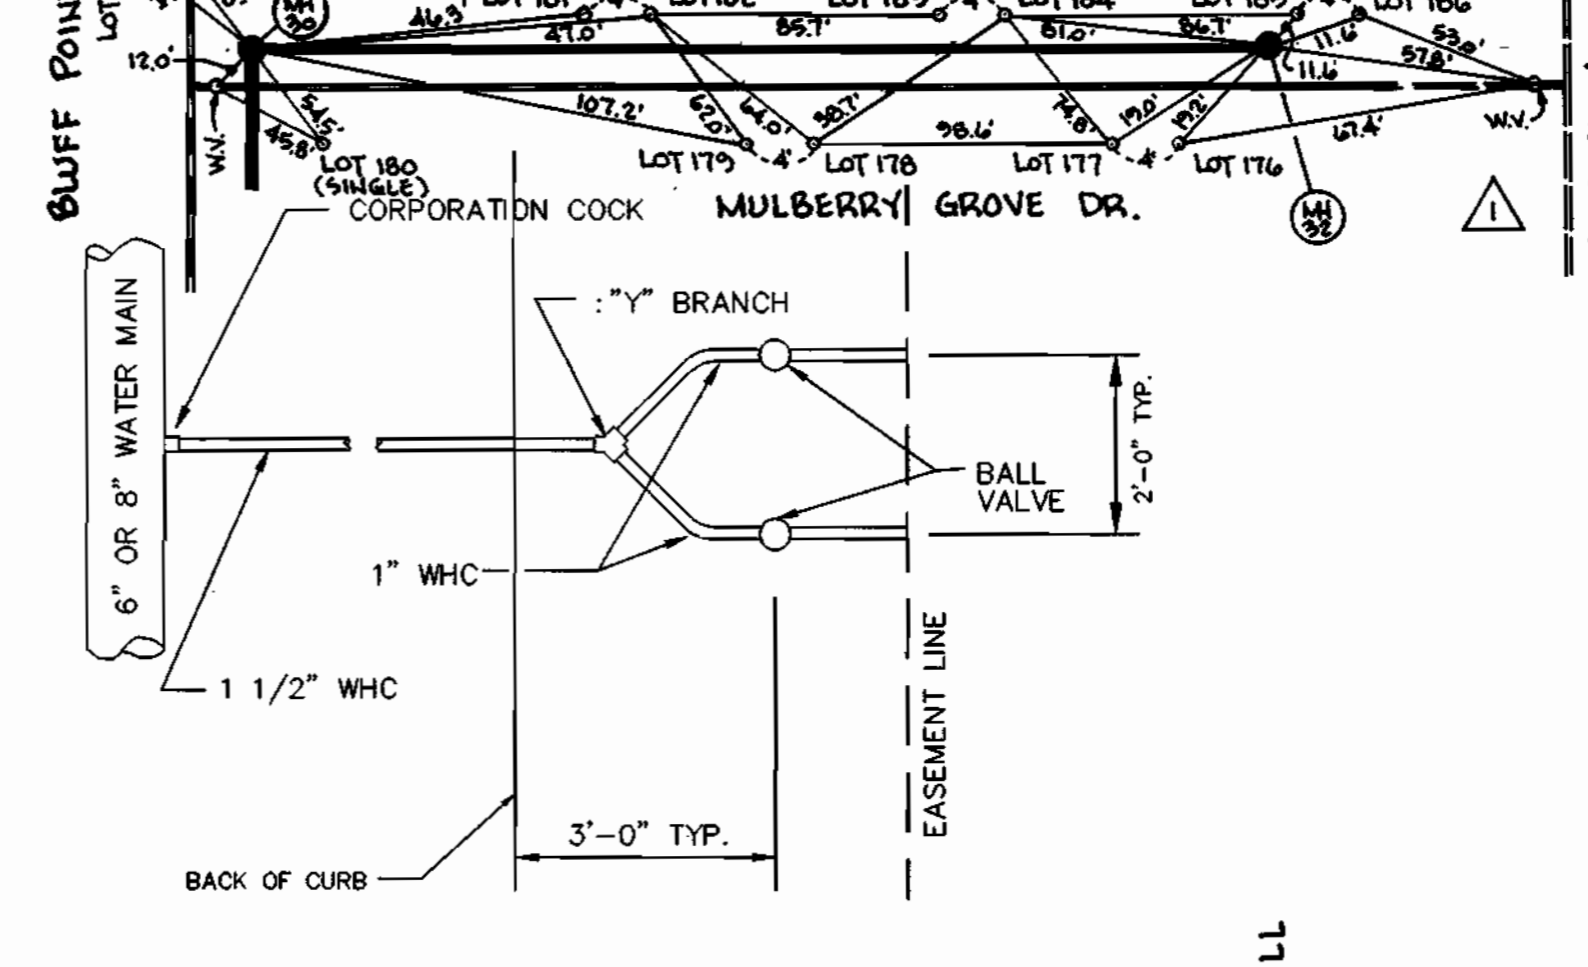 MH
30
46.3'
47.0'
85.7'
81.0'
86.7'
11.6'
11.6'
53.0'
57.8'
12.0'
W.V.
45.8'
54.5'
107.2'
62.0'
64.0'
38.7'
98.6'
74.8'
19.0'
19.2'
67.4'
W.V.
LOT 180
(SINGLE)
LOT 179
4'
LOT 178
LOT 177
4'
LOT 176
MULBERRY GROVE DR.
MH
32
1
CORPORATION COCK
:"Y" BRANCH
6" OR 8" WATER MAIN
2'-0" TYP.
BALL
VALVE
1" WHC
1 1/2" WHC
EASEMENT LINE
3'-0" TYP.
BACK OF CURB